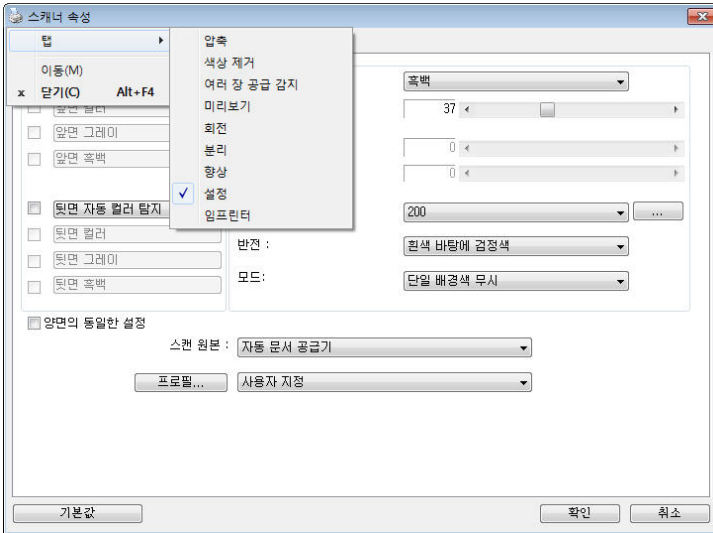 스캐너 속성
탭
압축
색상 제거
이동(M)
여러 장 공급 감지
흑백
x 닫기(C) Alt+F4
미리보기
37
앞면 컬러
회전
앞면 그레이
분리
0
앞면 흑백
향상
0
설정
뒷면 자동 컬러 탐지
임프린터
200
...
뒷면 컬러
반전 :
흰색 바탕에 검정색
뒷면 그레이
모드:
단일 배경색 무시
뒷면 흑백
양면의 동일한 설정
스캔 원본 : 자동 문서 공급기
프로필... 사용자 지정
기본값 확인 취소